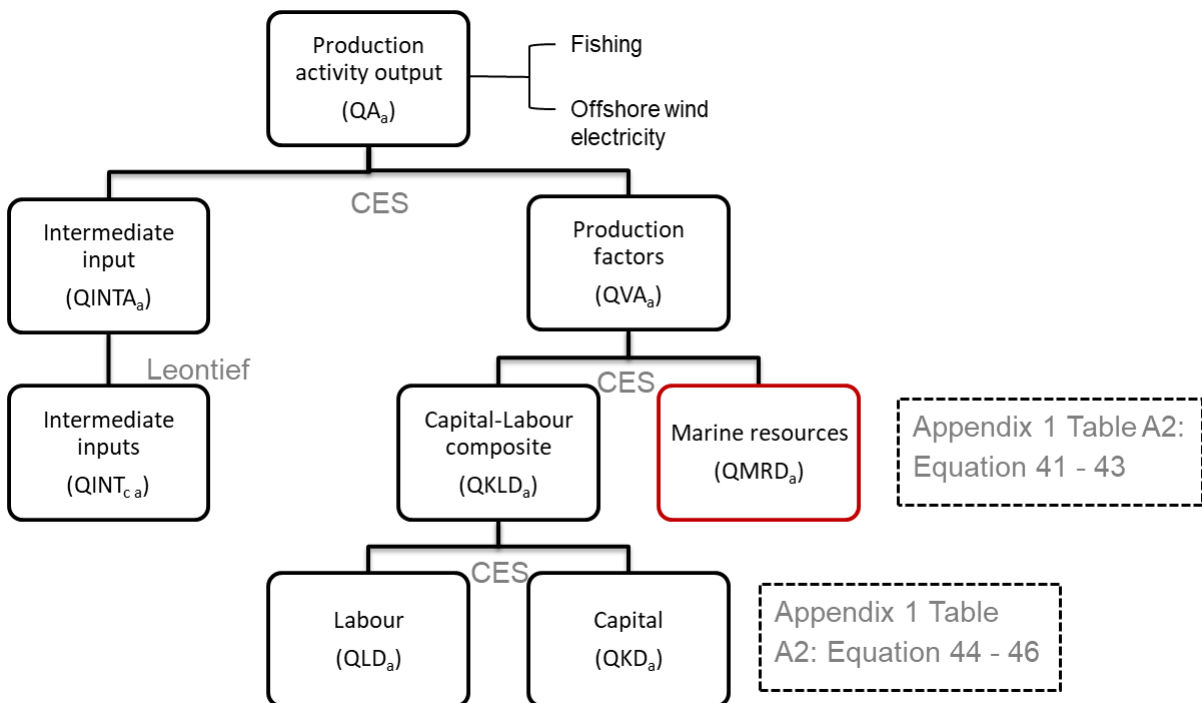 Production
activity output
(QAₐ)
Fishing
Offshore wind
electricity
CES
Intermediate
input
(QINTAₐ)
Production
factors
(QVAₐ)
Leontief
CES
Intermediate
inputs
(QINT꜀ ₐ)
Capital-Labour
composite
(QKLDₐ)
Marine resources
(QMRDₐ)
Appendix 1 Table A2:
Equation 41 - 43
CES
Labour
(QLDₐ)
Capital
(QKDₐ)
Appendix 1 Table
A2: Equation 44 - 46